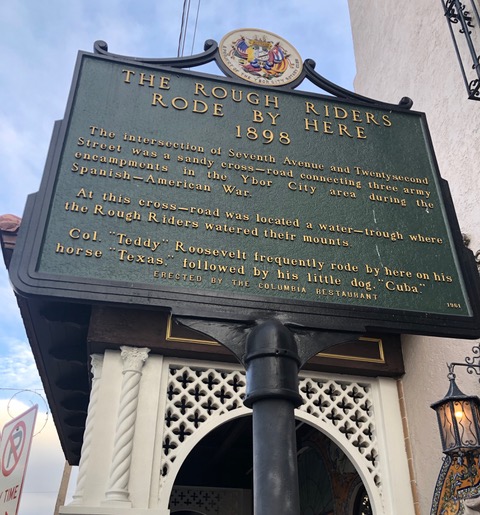 THE ROUGH RIDERS
RODE BY HERE
1898
The intersection of Seventh Avenue and Twentysecond
Street was a sandy cross-road connecting three army
encampments in the Ybor City area during the
Spanish-American War.
At this cross-road was located a water-trough where
the Rough Riders watered their mounts
Col. "Teddy" Roosevelt frequently rode by here on his
horse "Texas," followed by his little dog, "Cuba"
ERECTED BY THE COLUMBIA RESTAURANT
1961
Y TIME